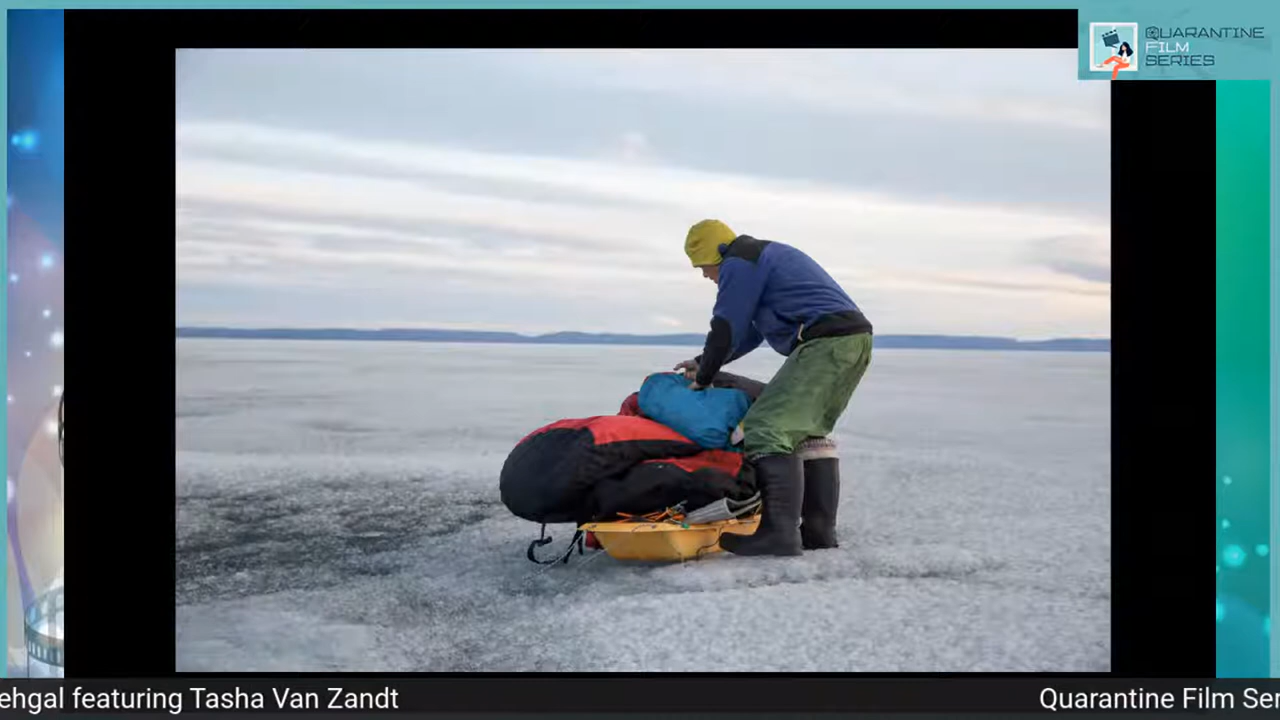 QUARANTINE
FILM
SERIES
ehgal featuring Tasha Van Zandt
Quarantine Film Ser